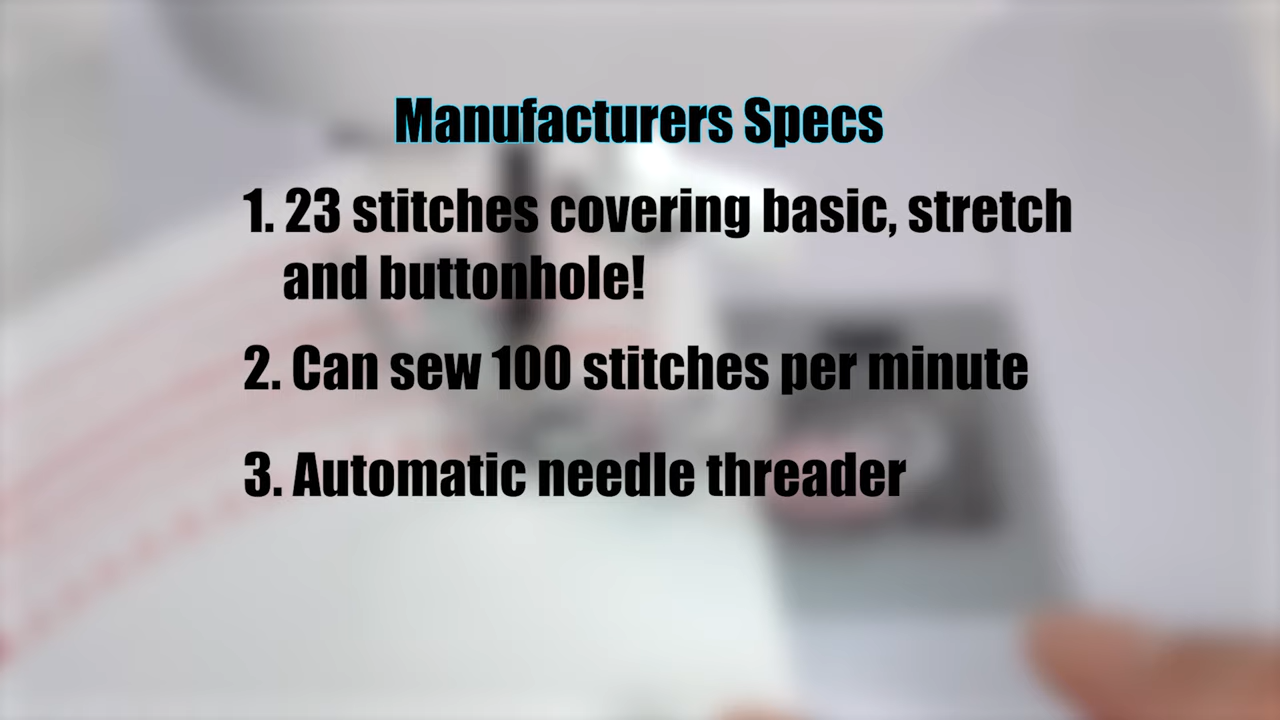 Manufacturers Specs
1. 23 stitches covering basic, stretch
and buttonhole!
2. Can sew 100 stitches per minute
3. Automatic needle threader